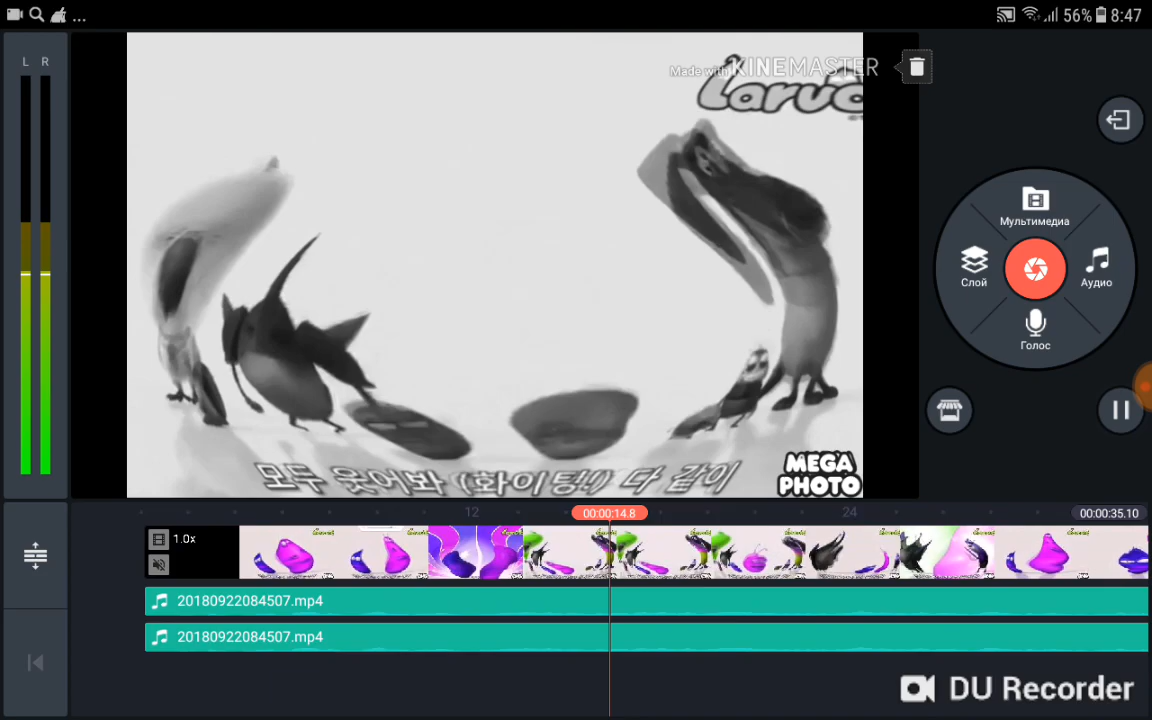 ... 56% 8:47
L R
Made with KINEMASTER
Larva
Мультимедиа
Слой
Аудио
Голос
모두 웃어봐 (화이팅!!) 다 같이
MEGA
PHOTO
12
00:00:14.8
24
00:00:35.10
1.0x
20180922084507.mp4
20180922084507.mp4
DU Recorder